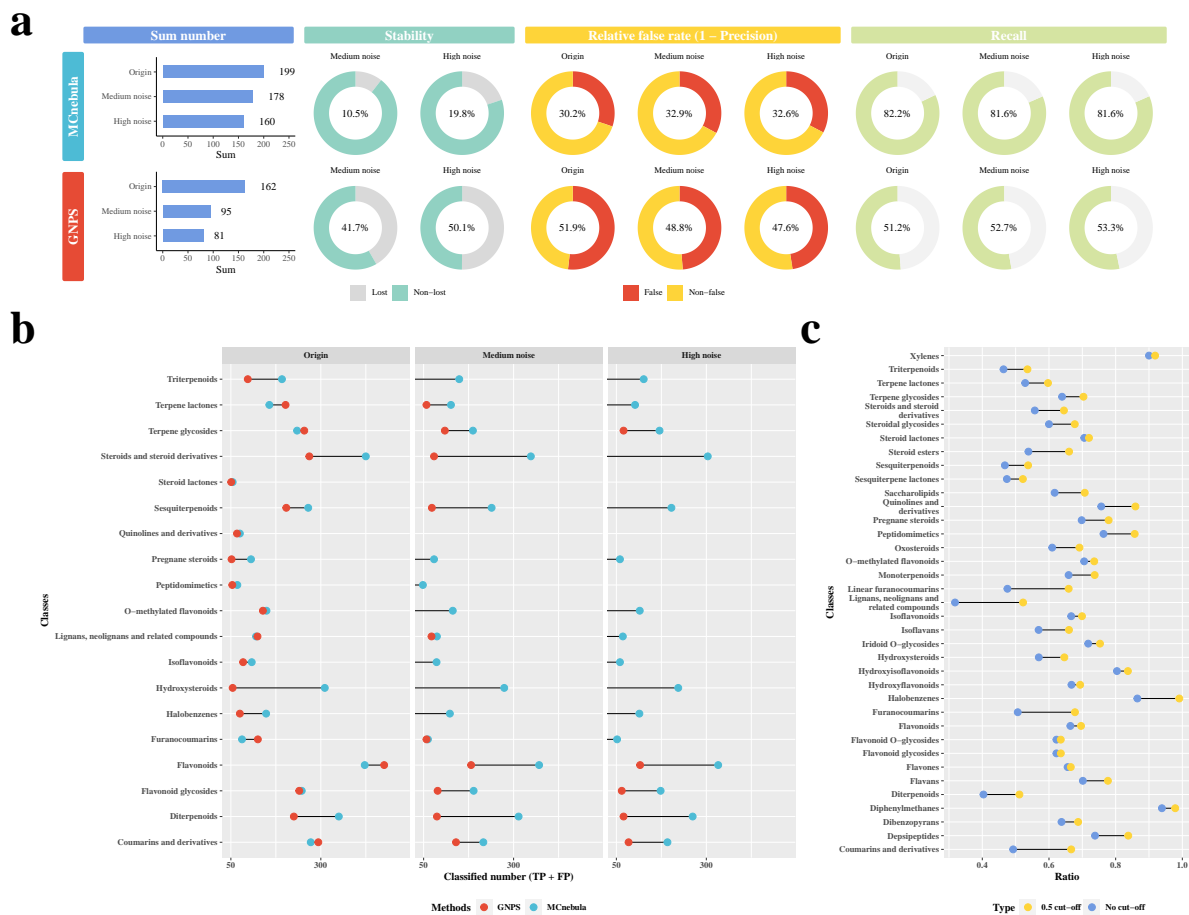 a
Sum number
Stability
Relative false rate (1 − Precision)
Recall
MCnebula
Origin
Medium noise
High noise
199
178
160
0 50 100 150 200 250
Sum
Medium noise
High noise
10.5%
19.8%
Origin
Medium noise
High noise
30.2%
32.9%
32.6%
Origin
Medium noise
High noise
82.2%
81.6%
81.6%
GNPS
Origin
Medium noise
High noise
162
95
81
0 50 100 150 200 250
Sum
Medium noise
High noise
41.7%
50.1%
Origin
Medium noise
High noise
51.9%
48.8%
47.6%
Origin
Medium noise
High noise
51.2%
52.7%
53.3%
Lost Non−lost
False Non−false
b
Origin
Medium noise
High noise
Classes
Triterpenoids
Terpene lactones
Terpene glycosides
Steroids and steroid derivatives
Steroid lactones
Sesquiterpenoids
Quinolines and derivatives
Pregnane steroids
Peptidomimetics
O−methylated flavonoids
Lignans, neolignans and related compounds
Isoflavonoids
Hydroxysteroids
Halobenzenes
Furanocoumarins
Flavonoids
Flavonoid glycosides
Diterpenoids
Coumarins and derivatives
50 300
50 300
50 300
Classified number (TP + FP)
Methods GNPS MCnebula
c
Classes
Xylenes
Triterpenoids
Terpene lactones
Terpene glycosides
Steroids and steroid
derivatives
Steroidal glycosides
Steroid lactones
Steroid esters
Sesquiterpenoids
Sesquiterpene lactones
Saccharolipids
Quinolines and
derivatives
Pregnane steroids
Peptidomimetics
Oxosteroids
O−methylated flavonoids
Monoterpenoids
Linear furanocoumarins
Lignans, neolignans and
related compounds
Isoflavonoids
Isoflavans
Iridoid O−glycosides
Hydroxysteroids
Hydroxyisoflavonoids
Hydroxyflavonoids
Halobenzenes
Furanocoumarins
Flavonoids
Flavonoid O−glycosides
Flavonoid glycosides
Flavones
Flavans
Diterpenoids
Diphenylmethanes
Dibenzopyrans
Depsipeptides
Coumarins and derivatives
0.4 0.6 0.8 1.0
Ratio
Type 0.5 cut−off No cut−off